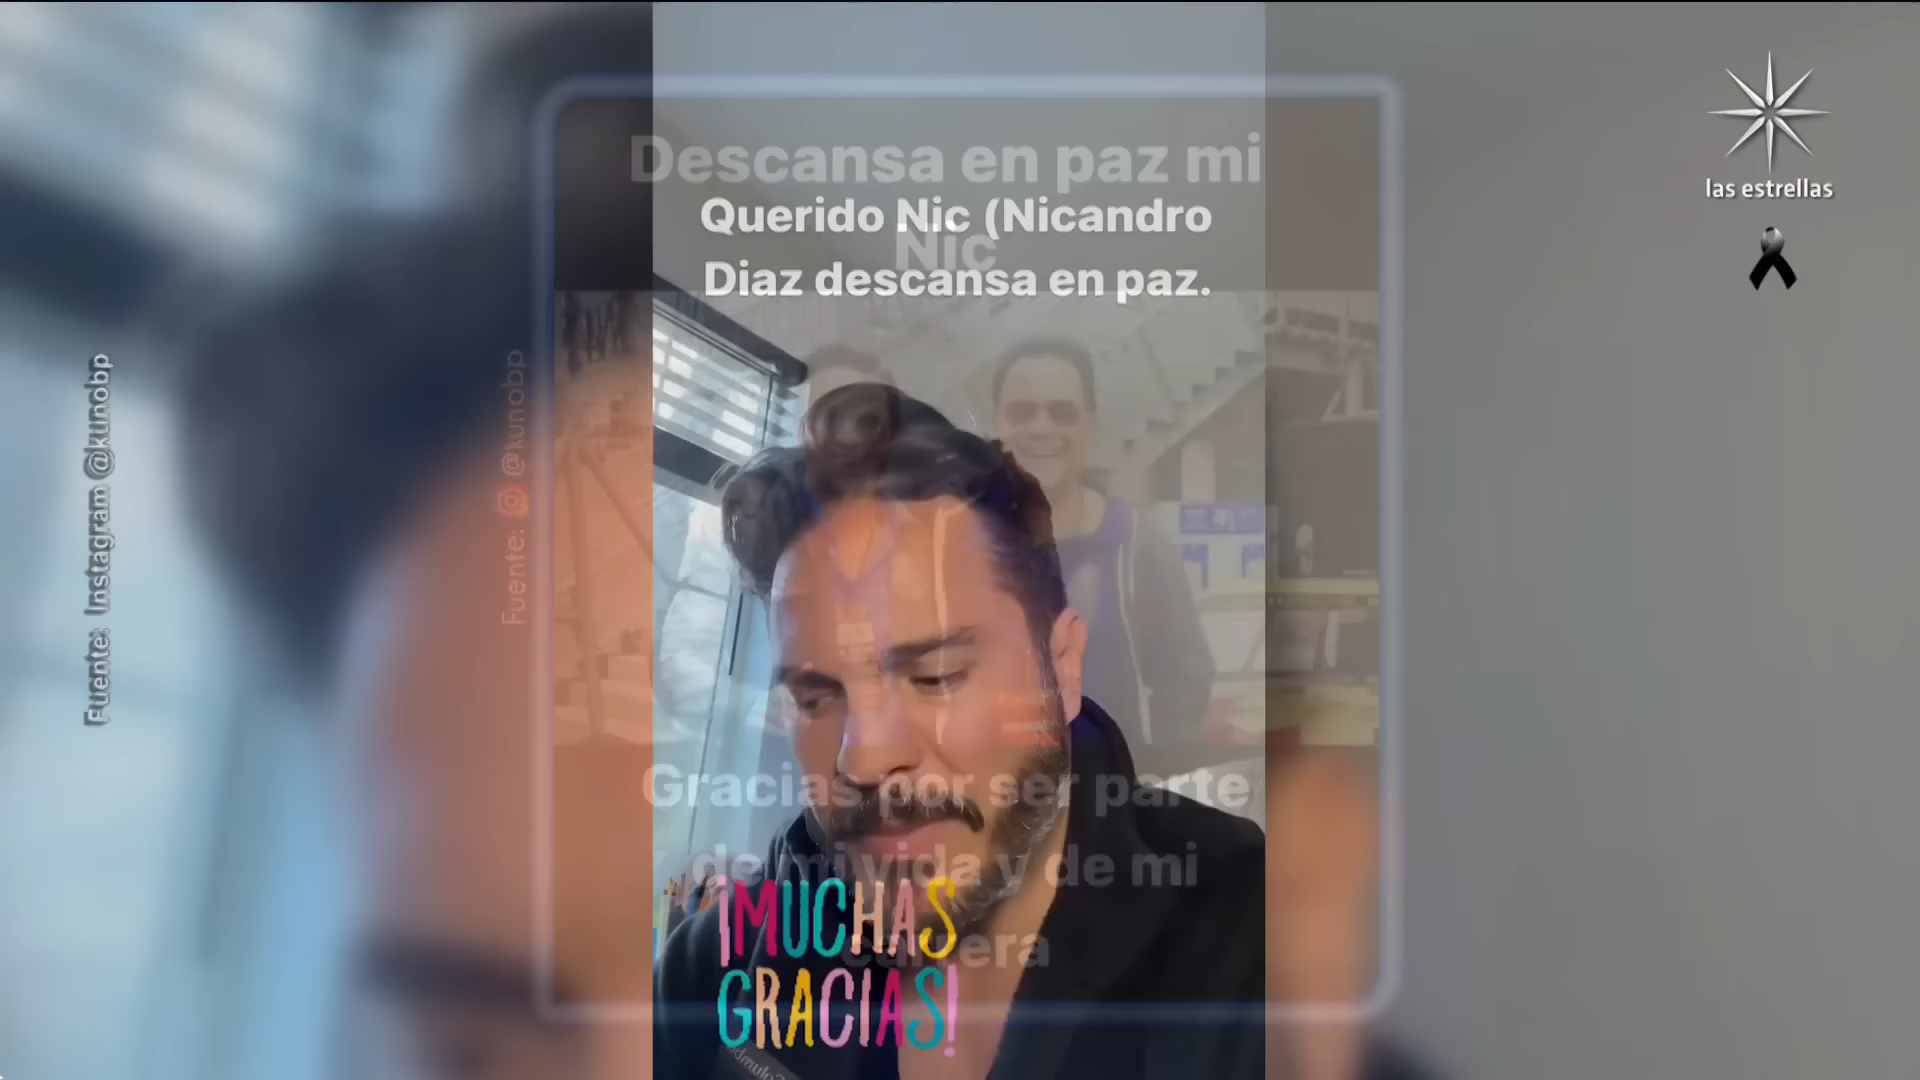 Descansa en paz mi
Nic
Querido Nic (Nicandro
Diaz descansa en paz.
las estrellas
Fuente: Instagram @kunobp
Fuente: @kunobp
Gracias por ser parte
de mi vida y de mi
carrera
¡MUCHAS
GRACIAS!